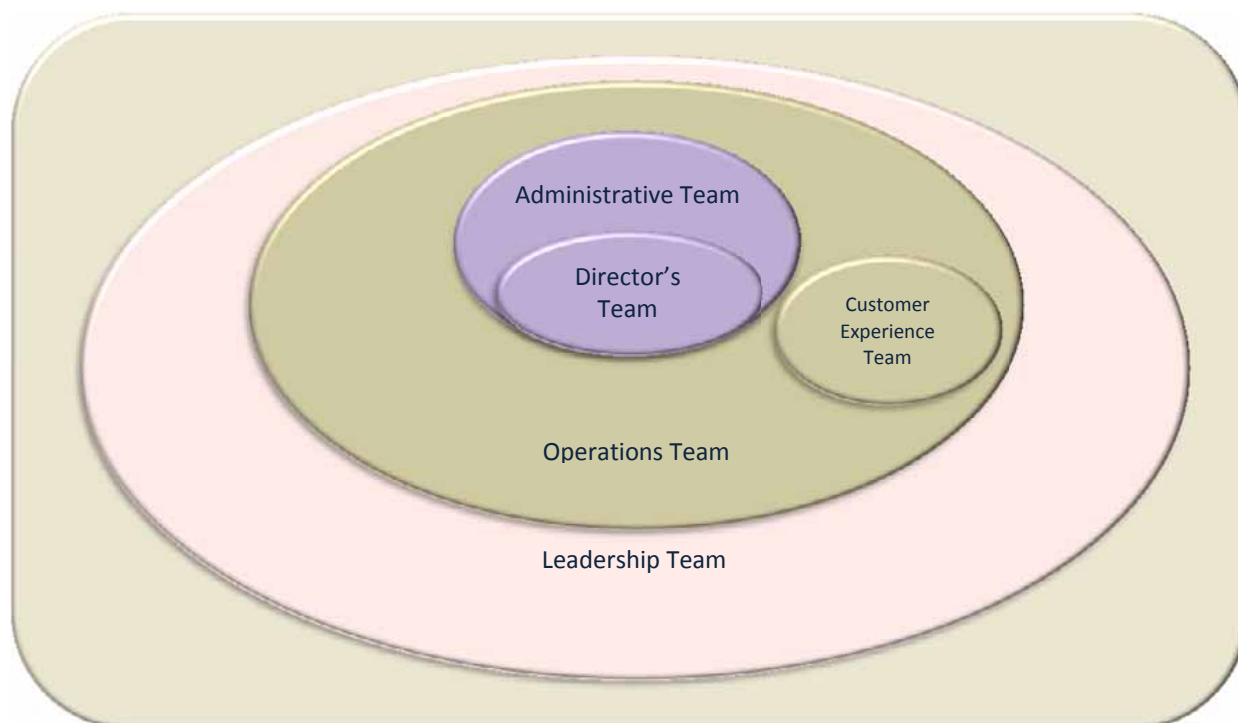 Administrative Team
Director’s
Team
Customer
Experience
Team
Operations Team
Leadership Team